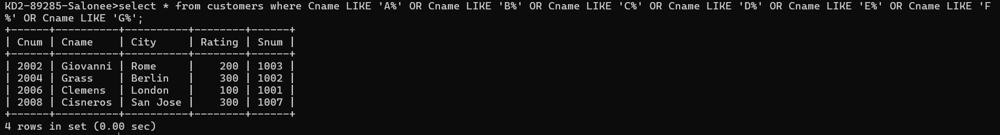 KD2-89285-Salonee>select * from customers where Cname LIKE 'A%' OR Cname LIKE 'B%' OR Cname LIKE 'C%' OR Cname LIKE 'D%' OR Cname LIKE 'E%' OR Cname LIKE 'F
%' OR Cname LIKE 'G%';
+------+----------+----------+--------+------+
| Cnum | Cname    | City     | Rating | Snum |
+------+----------+----------+--------+------+
| 2002 | Giovanni | Rome     |    200 | 1003 |
| 2004 | Grass    | Berlin   |    300 | 1002 |
| 2006 | Clemens  | London   |    100 | 1001 |
| 2008 | Cisneros | San Jose |    300 | 1007 |
+------+----------+----------+--------+------+
4 rows in set (0.00 sec)